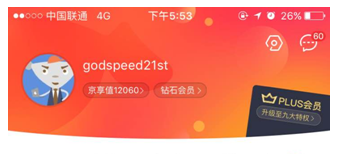 中国联通 4G 下午5:53 26%
60
godspeed21st
京享值12060> 钻石会员>
PLUS会员
升级至九大特权>